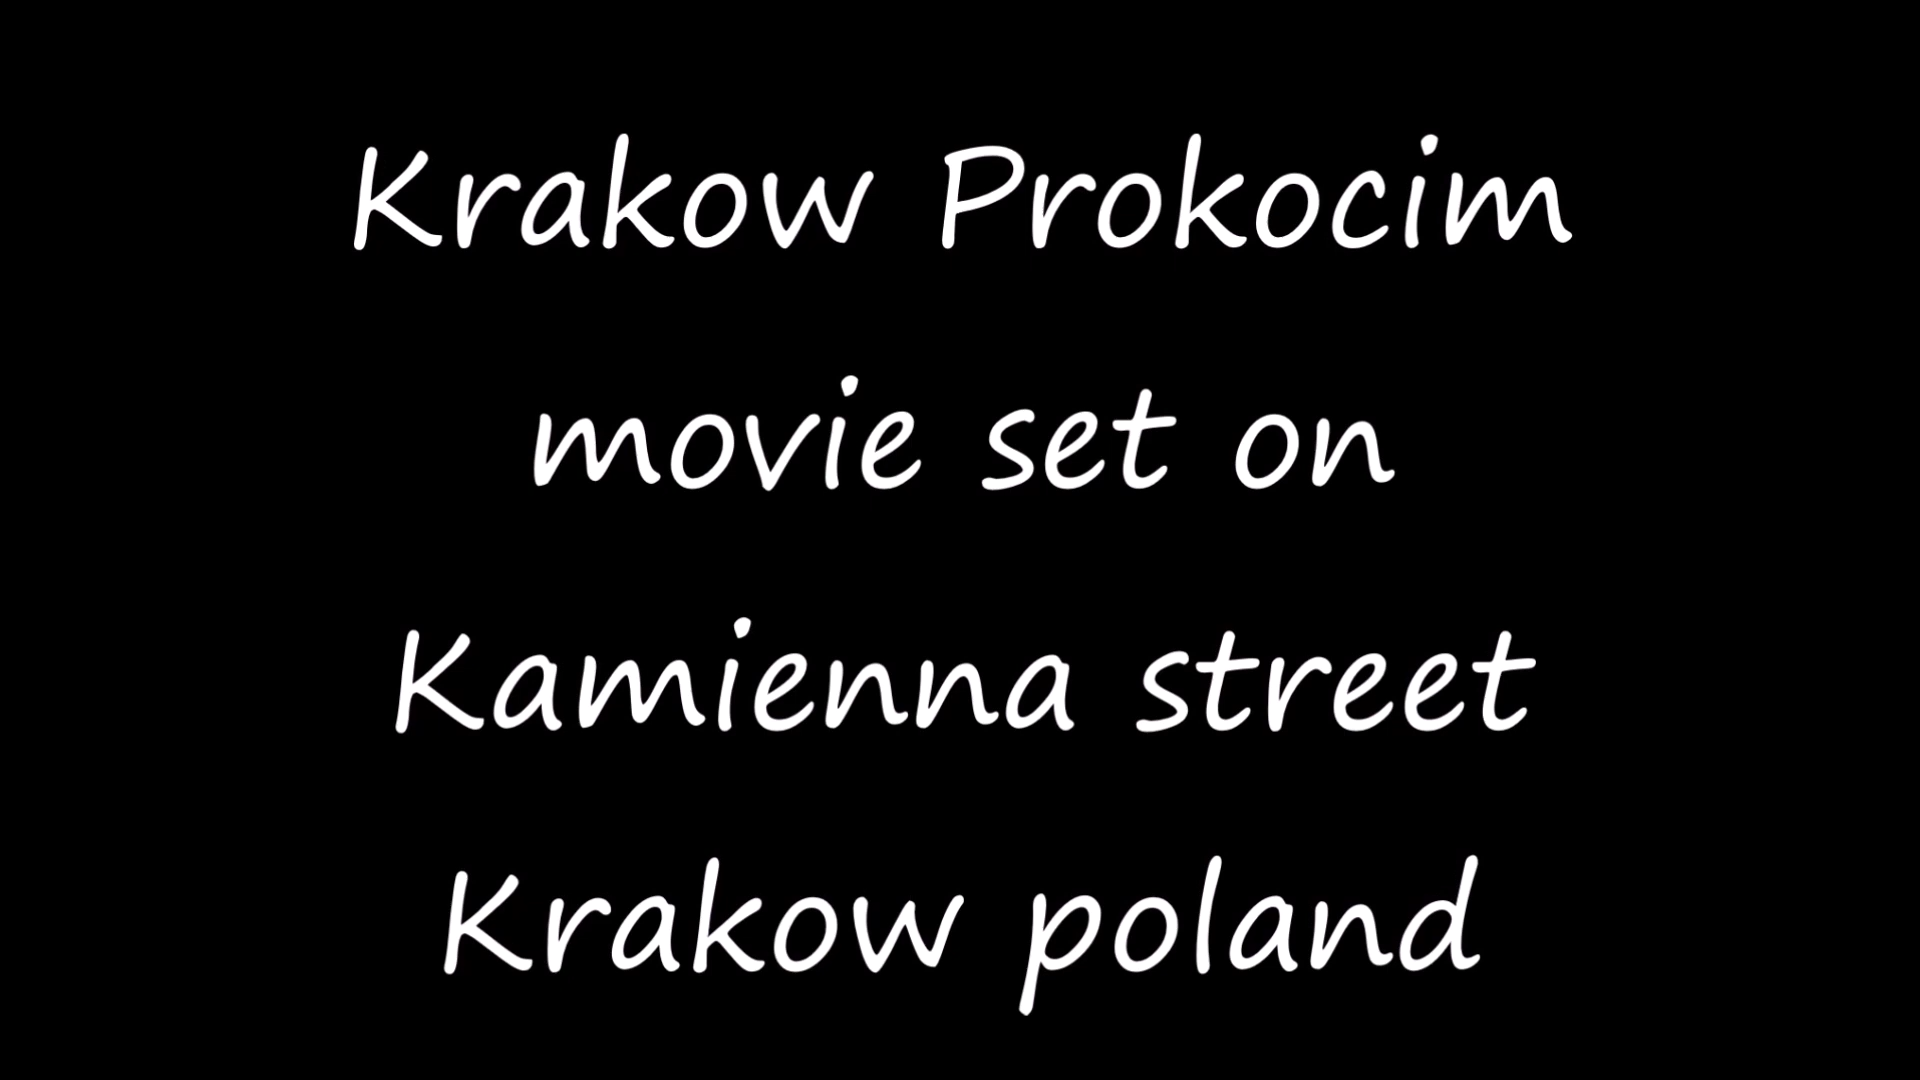 Krakow Prokocim
movie set on
Kamienna street
Krakow poland